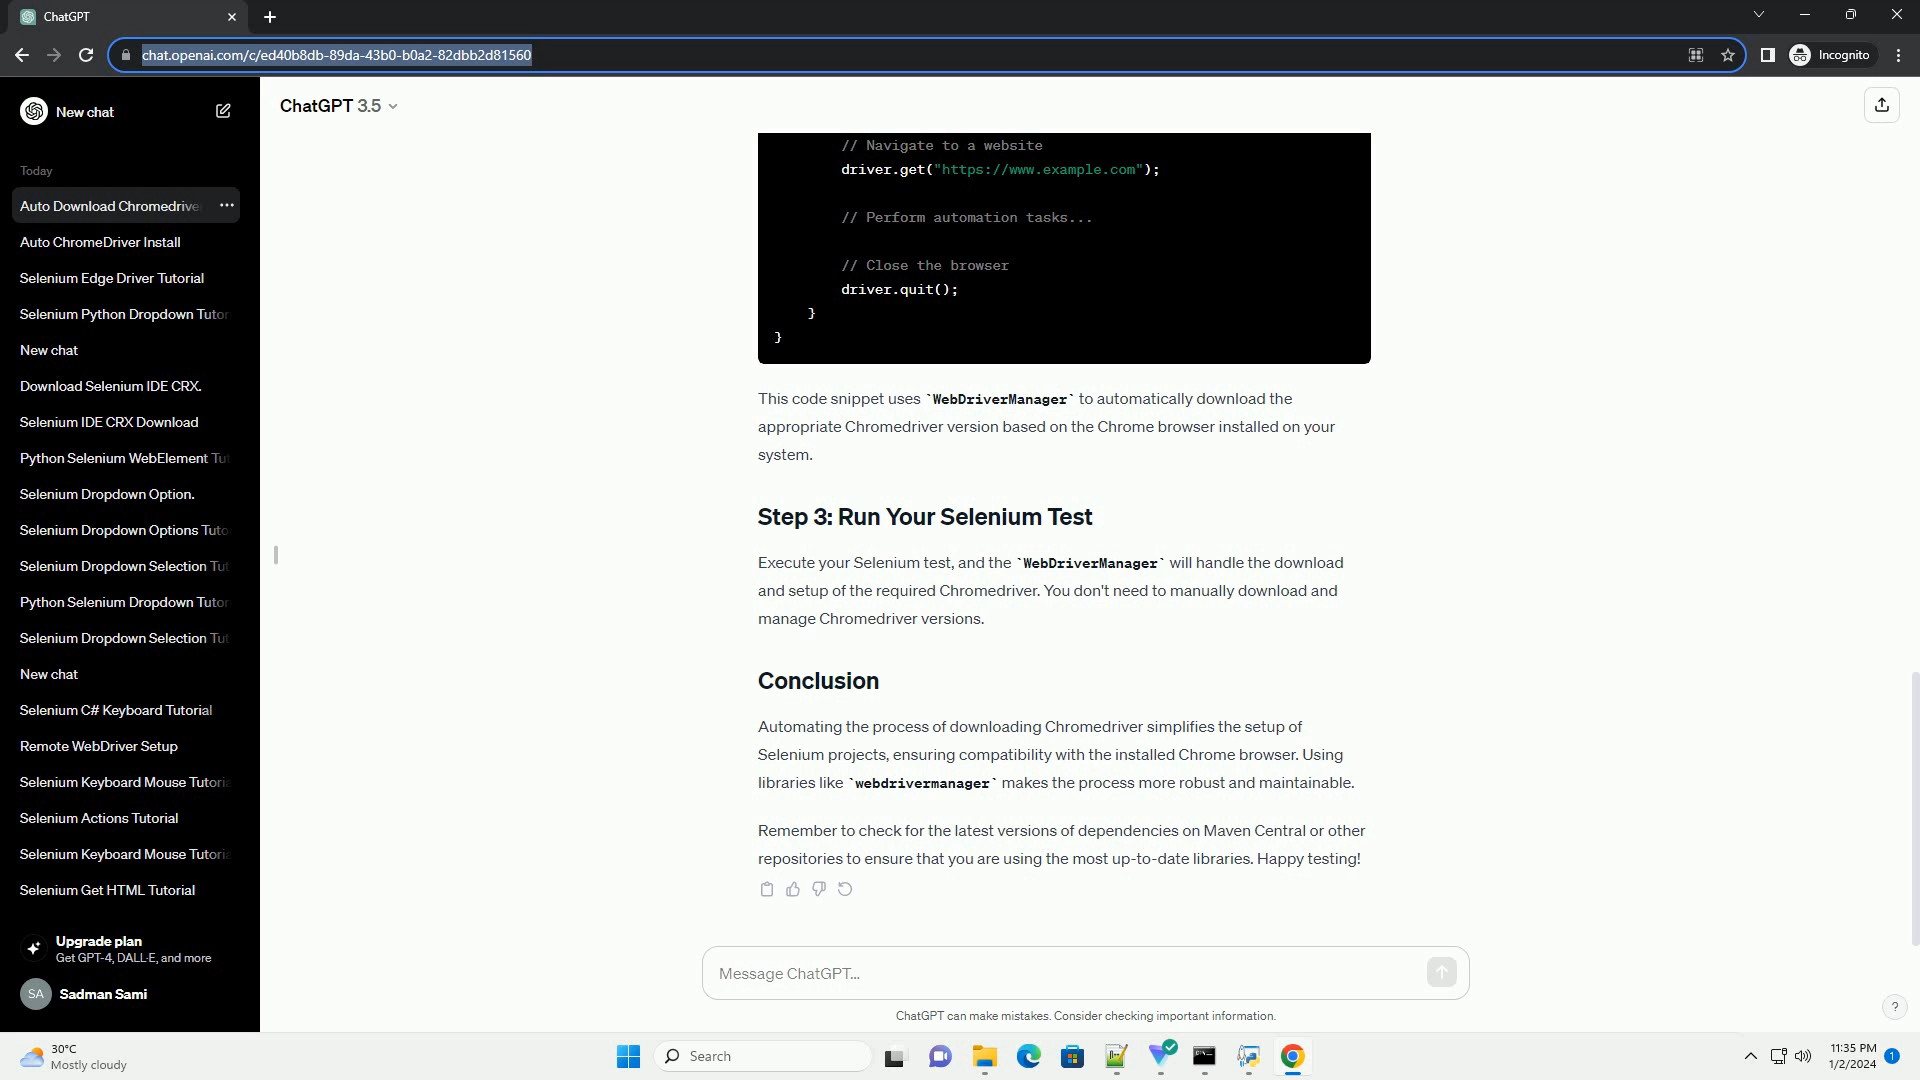 ChatGPT
chat.openai.com/c/ed40b8db-89da-43b0-b0a2-82dbb2d81560
Incognito
New chat
Today
Auto Download Chromedrive
Auto ChromeDriver Install
Selenium Edge Driver Tutorial
Selenium Python Dropdown Tutor
New chat
Download Selenium IDE CRX.
Selenium IDE CRX Download
Python Selenium WebElement Tut
Selenium Dropdown Option.
Selenium Dropdown Options Tuto
Selenium Dropdown Selection Tut
Python Selenium Dropdown Tutor
Selenium Dropdown Selection Tut
New chat
Selenium C# Keyboard Tutorial
Remote WebDriver Setup
Selenium Keyboard Mouse Tutoria
Selenium Actions Tutorial
Selenium Keyboard Mouse Tutoria
Selenium Get HTML Tutorial
Upgrade plan
Get GPT-4, DALL·E, and more
SA
Sadman Sami
ChatGPT 3.5
// Navigate to a website
driver.get("https://www.example.com");
// Perform automation tasks...
// Close the browser
driver.quit();
}
}
This code snippet uses `WebDriverManager` to automatically download the
appropriate Chromedriver version based on the Chrome browser installed on your
system.
Step 3: Run Your Selenium Test
Execute your Selenium test, and the `WebDriverManager` will handle the download
and setup of the required Chromedriver. You don't need to manually download and
manage Chromedriver versions.
Conclusion
Automating the process of downloading Chromedriver simplifies the setup of
Selenium projects, ensuring compatibility with the installed Chrome browser. Using
libraries like `webdrivermanager` makes the process more robust and maintainable.
Remember to check for the latest versions of dependencies on Maven Central or other
repositories to ensure that you are using the most up-to-date libraries. Happy testing!
Message ChatGPT...
ChatGPT can make mistakes. Consider checking important information.
?
30°C
Mostly cloudy
Search
11:35 PM
1/2/2024
1